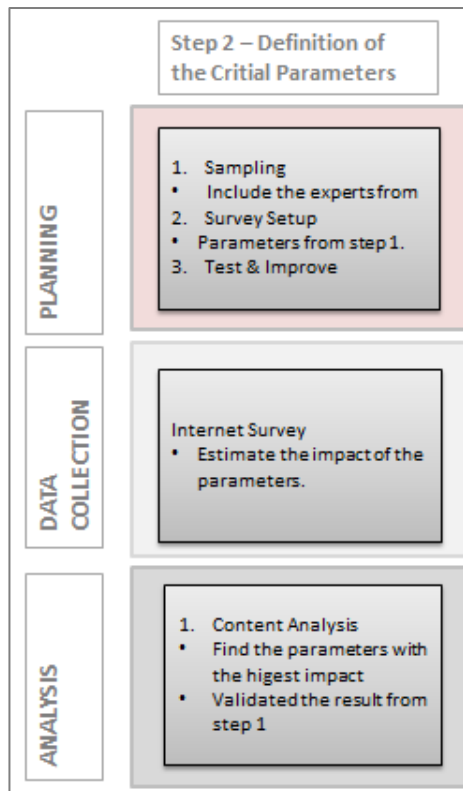 Step 2 – Definition of
the Critial Parameters
PLANNING
1. Sampling
• Include the experts from
2. Survey Setup
• Parameters from step 1.
3. Test & Improve
DATA
COLLECTION
Internet Survey
• Estimate the impact of the
parameters.
ANALYSIS
1. Content Analysis
• Find the parameters with
the higest impact
• Validated the result from
step 1